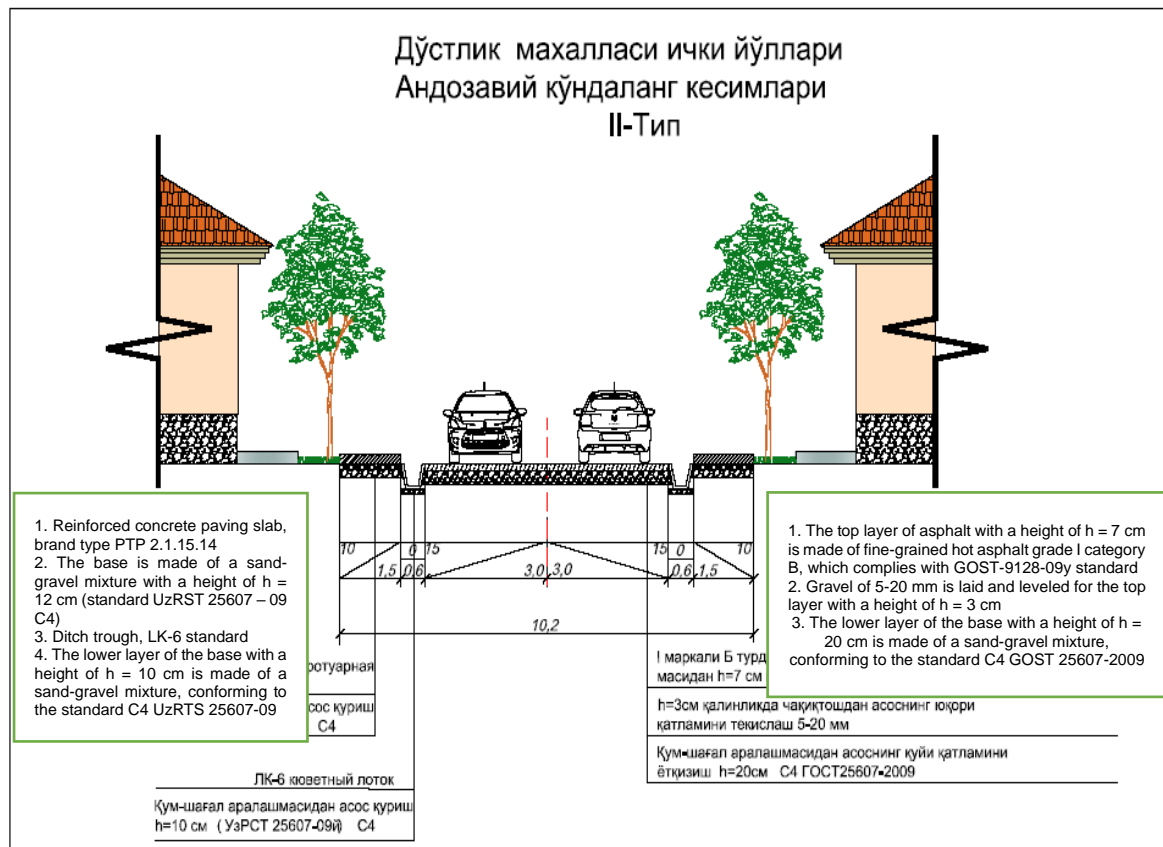 Дўстлик махалласи ички йўллари
Андозавий кўндаланг кесимлари
II-Тип
1. Reinforced concrete paving slab,
brand type PTP 2.1.15.14
2. The base is made of a sand-
gravel mixture with a height of h =
12 cm (standard UzRST 25607 – 09
C4)
3. Ditch trough, LK-6 standard
4. The lower layer of the base with a
height of h = 10 cm is made of a
sand-gravel mixture, conforming to
the standard C4 UzRTS 25607-09
1. The top layer of asphalt with a height of h = 7 cm
is made of fine-grained hot asphalt grade I category
B, which complies with GOST-9128-09y standard
2. Gravel of 5-20 mm is laid and leveled for the top
layer with a height of h = 3 cm
3. The lower layer of the base with a height of h =
20 cm is made of a sand-gravel mixture,
conforming to the standard C4 GOST 25607-2009
10 0 15 15 0 10
1,5 0,6 3,0 3,0 0,6 1,5
10,2
қуриш
С4
ЛК-6 кюветный лоток
Қум-шағал аралашмасидан асос қуриш
h=10 см ( УзРСТ 25607-09й) С4
I маркали Б турд
масидан h=7 см
h=3см қалинликда чақиқтошдан асоснинг юқори
қатламини текислаш 5-20 мм
Қум-шағал аралашмасидан асоснинг қуйи қатламини
ётқизиш h=20см С4 ГОСТ25607-2009